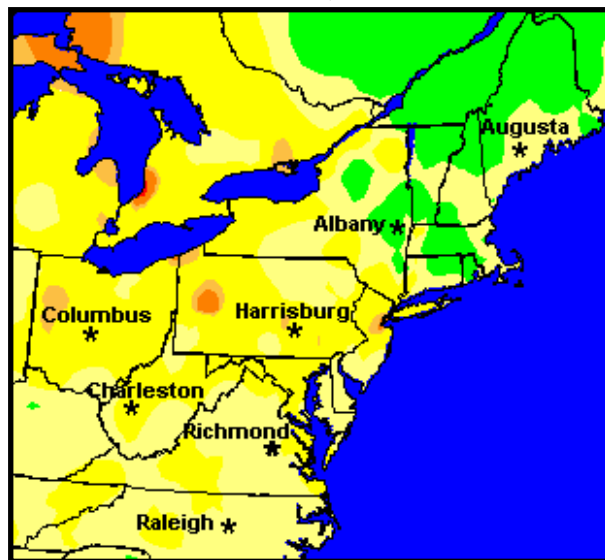 Augusta
Albany
Columbus
Harrisburg
Charleston
Richmond
Raleigh